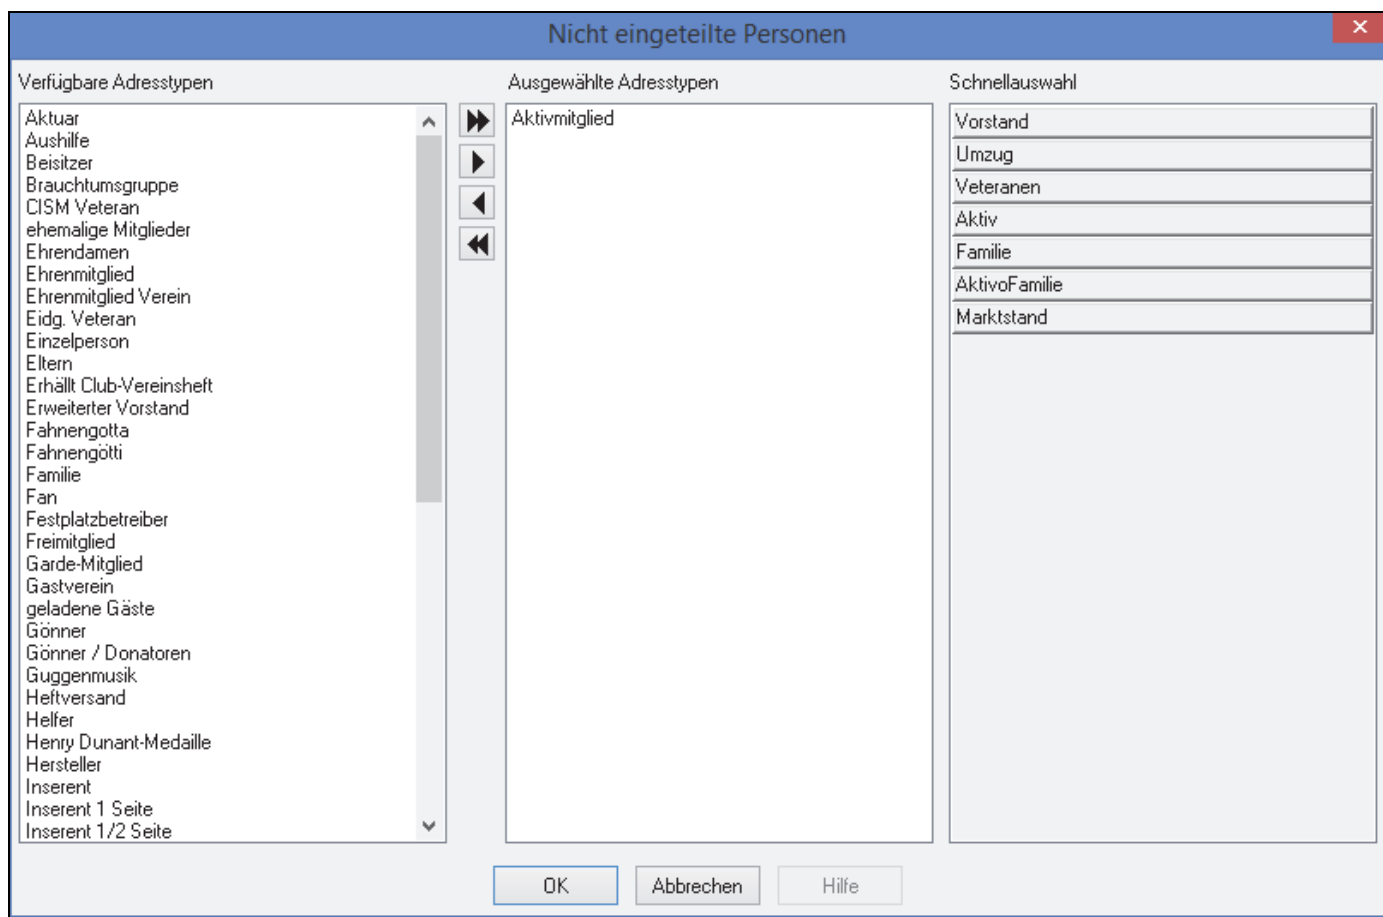 Nicht eingeteilte Personen
Verfügbare Adresstypen
Aktuar
Aushilfe
Beisitzer
Brauchtumsgruppe
CISM Veteran
ehemalige Mitglieder
Ehrendamen
Ehrenmitglied
Ehrenmitglied Verein
Eidg. Veteran
Einzelperson
Eltern
Erhällt Club-Vereinsheft
Erweiterter Vorstand
Fahnengotta
Fahnengötti
Familie
Fan
Festplatzbetreiber
Freimitglied
Garde-Mitglied
Gastverein
geladene Gäste
Gönner
Gönner / Donatoren
Guggenmusik
Heftversand
Helfer
Henry Dunant-Medaille
Hersteller
Inserent
Inserent 1 Seite
Inserent 1/2 Seite
Ausgewählte Adresstypen
Aktivmitglied
Schnellauswahl
Vorstand
Umzug
Veteranen
Aktiv
Familie
AktivoFamilie
Marktstand
OK
Abbrechen
Hilfe